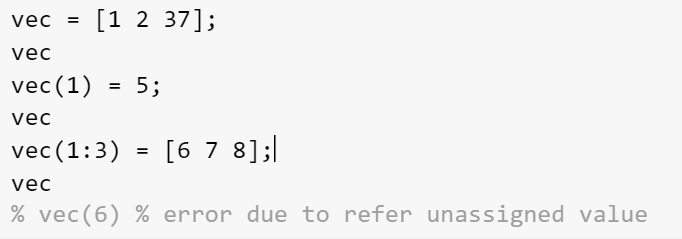 vec = [1 2 37];
vec
vec(1) = 5;
vec
vec(1:3) = [6 7 8];
vec
% vec(6) % error due to refer unassigned value